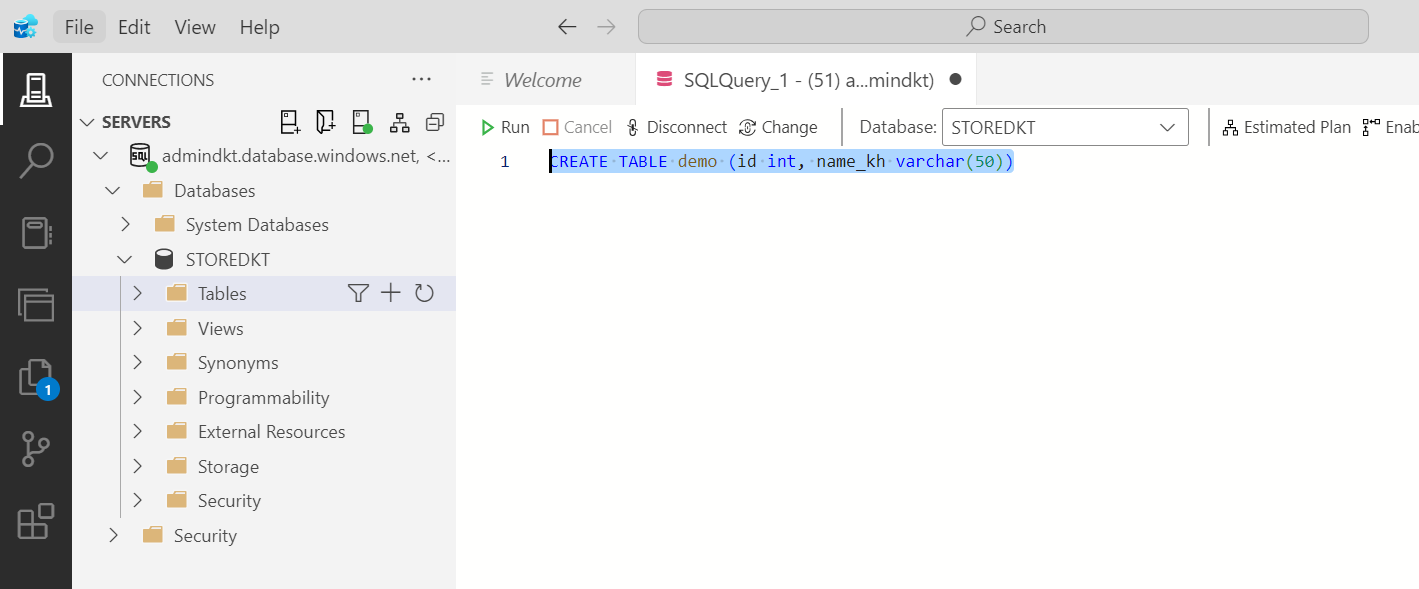 File Edit View Help
Search
CONNECTIONS
SERVERS
admindkt.database.windows.net, <...
Databases
System Databases
STOREDKT
Tables
Views
Synonyms
Programmability
External Resources
Storage
Security
Security
1
Welcome
SQLQuery_1 - (51) a...mindkt)
Run Cancel Disconnect Change Database: STOREDKT Estimated Plan Enab
1 CREATE TABLE demo (id int, name_kh varchar(50))